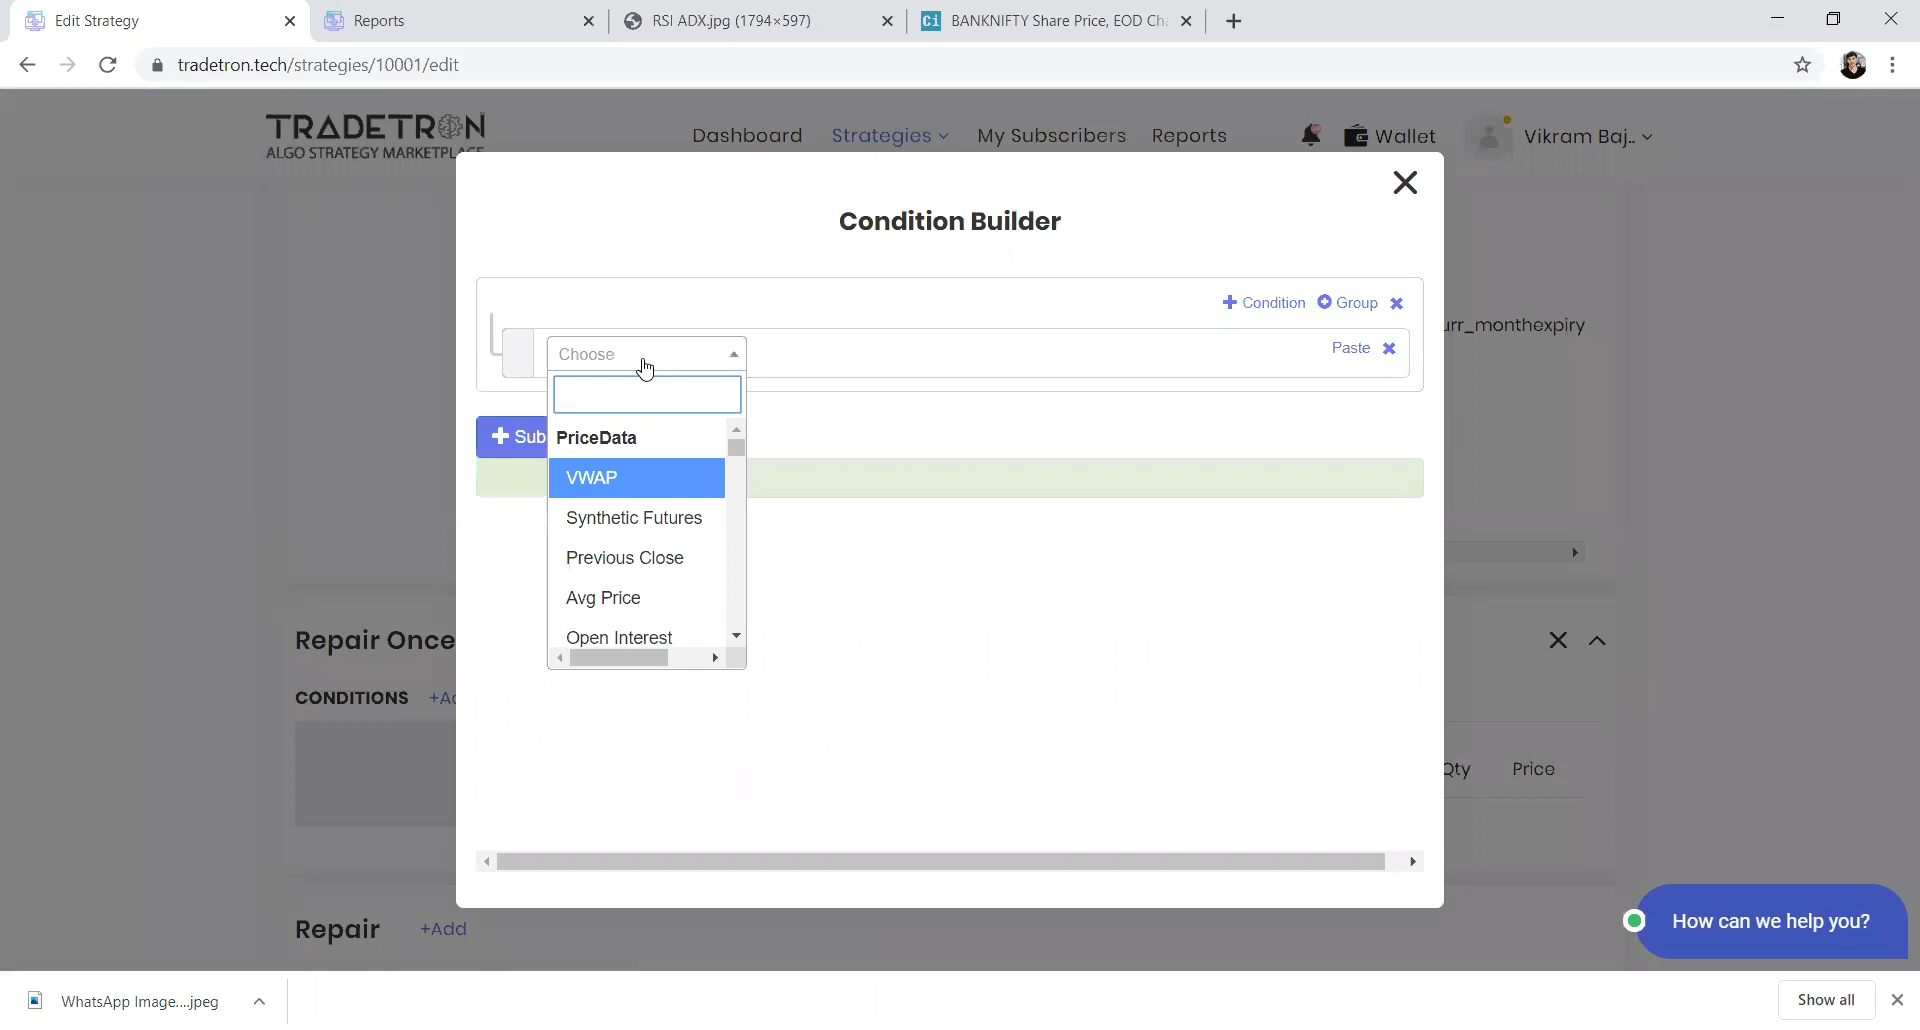 Edit Strategy
Reports
RSI ADX.jpg (1794×597)
Ci BANKNIFTY Share Price, EOD Cha
tradetron.tech/strategies/10001/edit
TRADETRON
ALGO STRATEGY MARKETPLACE
Dashboard
Strategies
My Subscribers
Reports
Wallet
Vikram Baj..
Condition Builder
+ Condition
Group
urr_monthexpiry
Choose
Paste
+ Sub
PriceData
VWAP
Synthetic Futures
Previous Close
Avg Price
Open Interest
Repair Once
CONDITIONS +Ad
Qty
Price
Repair +Add
How can we help you?
WhatsApp Image....jpeg
Show all